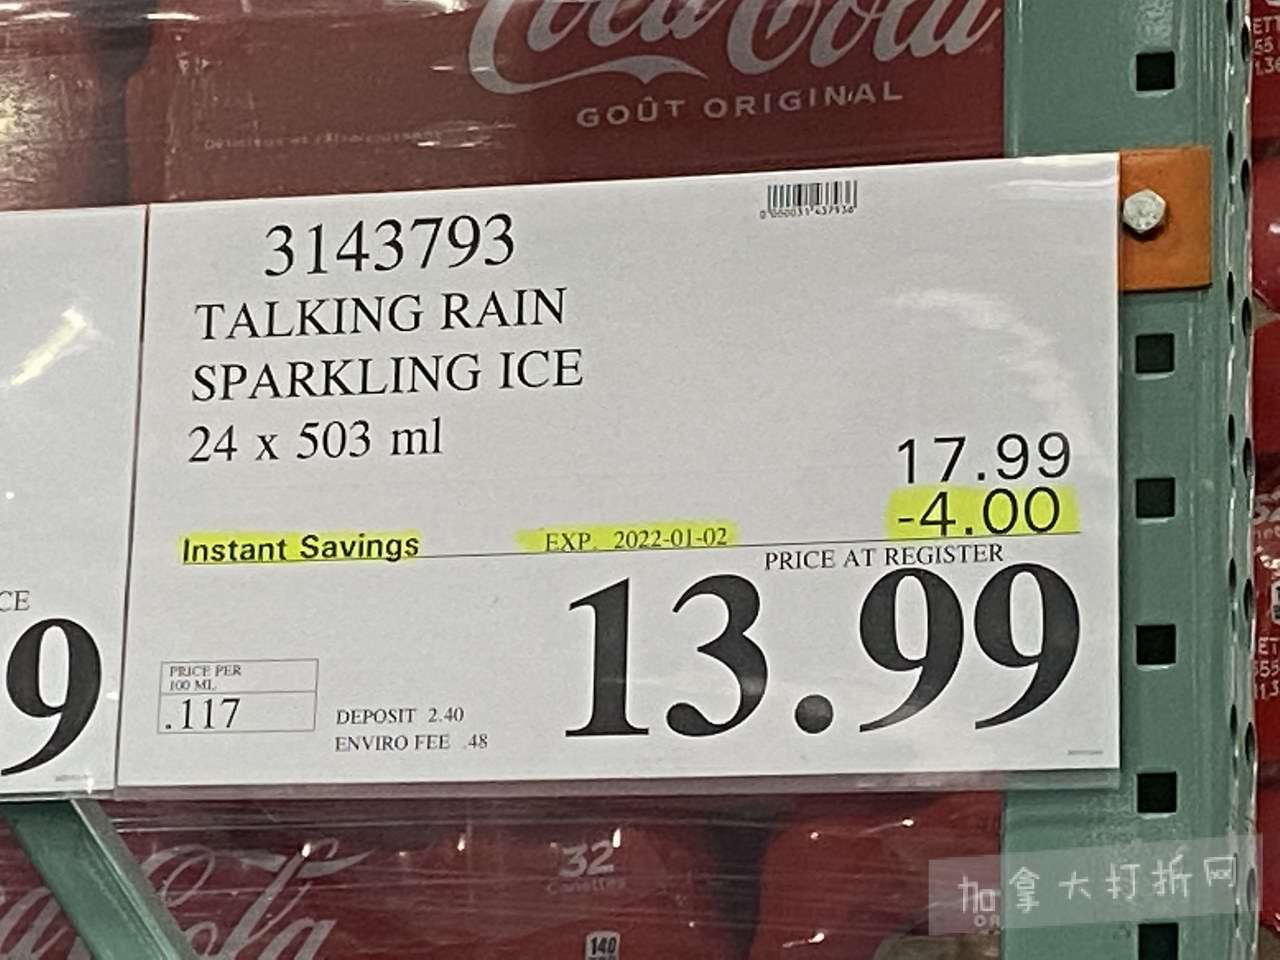 Coca-Cola
GOÛT ORIGINAL
3143793
TALKING RAIN
SPARKLING ICE
24 x 503 ml
17.99
-4.00
Instant Savings
EXP. 2022-01-02
PRICE AT REGISTER
13.99
PRICE PER
100 ML
.117
DEPOSIT 2.40
ENVIRO FEE .48
CE
9
32
Canettes
140
加拿大打折网